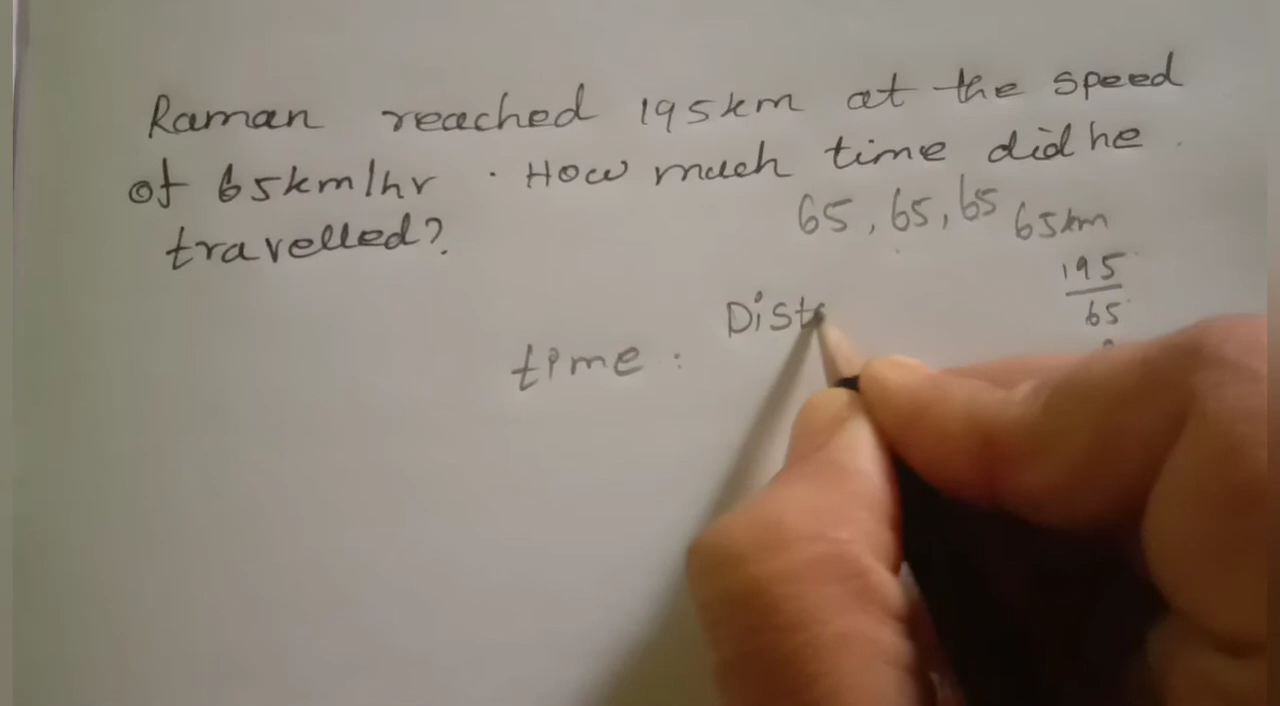 Raman reached 195km at the speed
of 65km/hr . How much time did he
travelled?
65, 65, 65 65km
195
65
Dist
time :